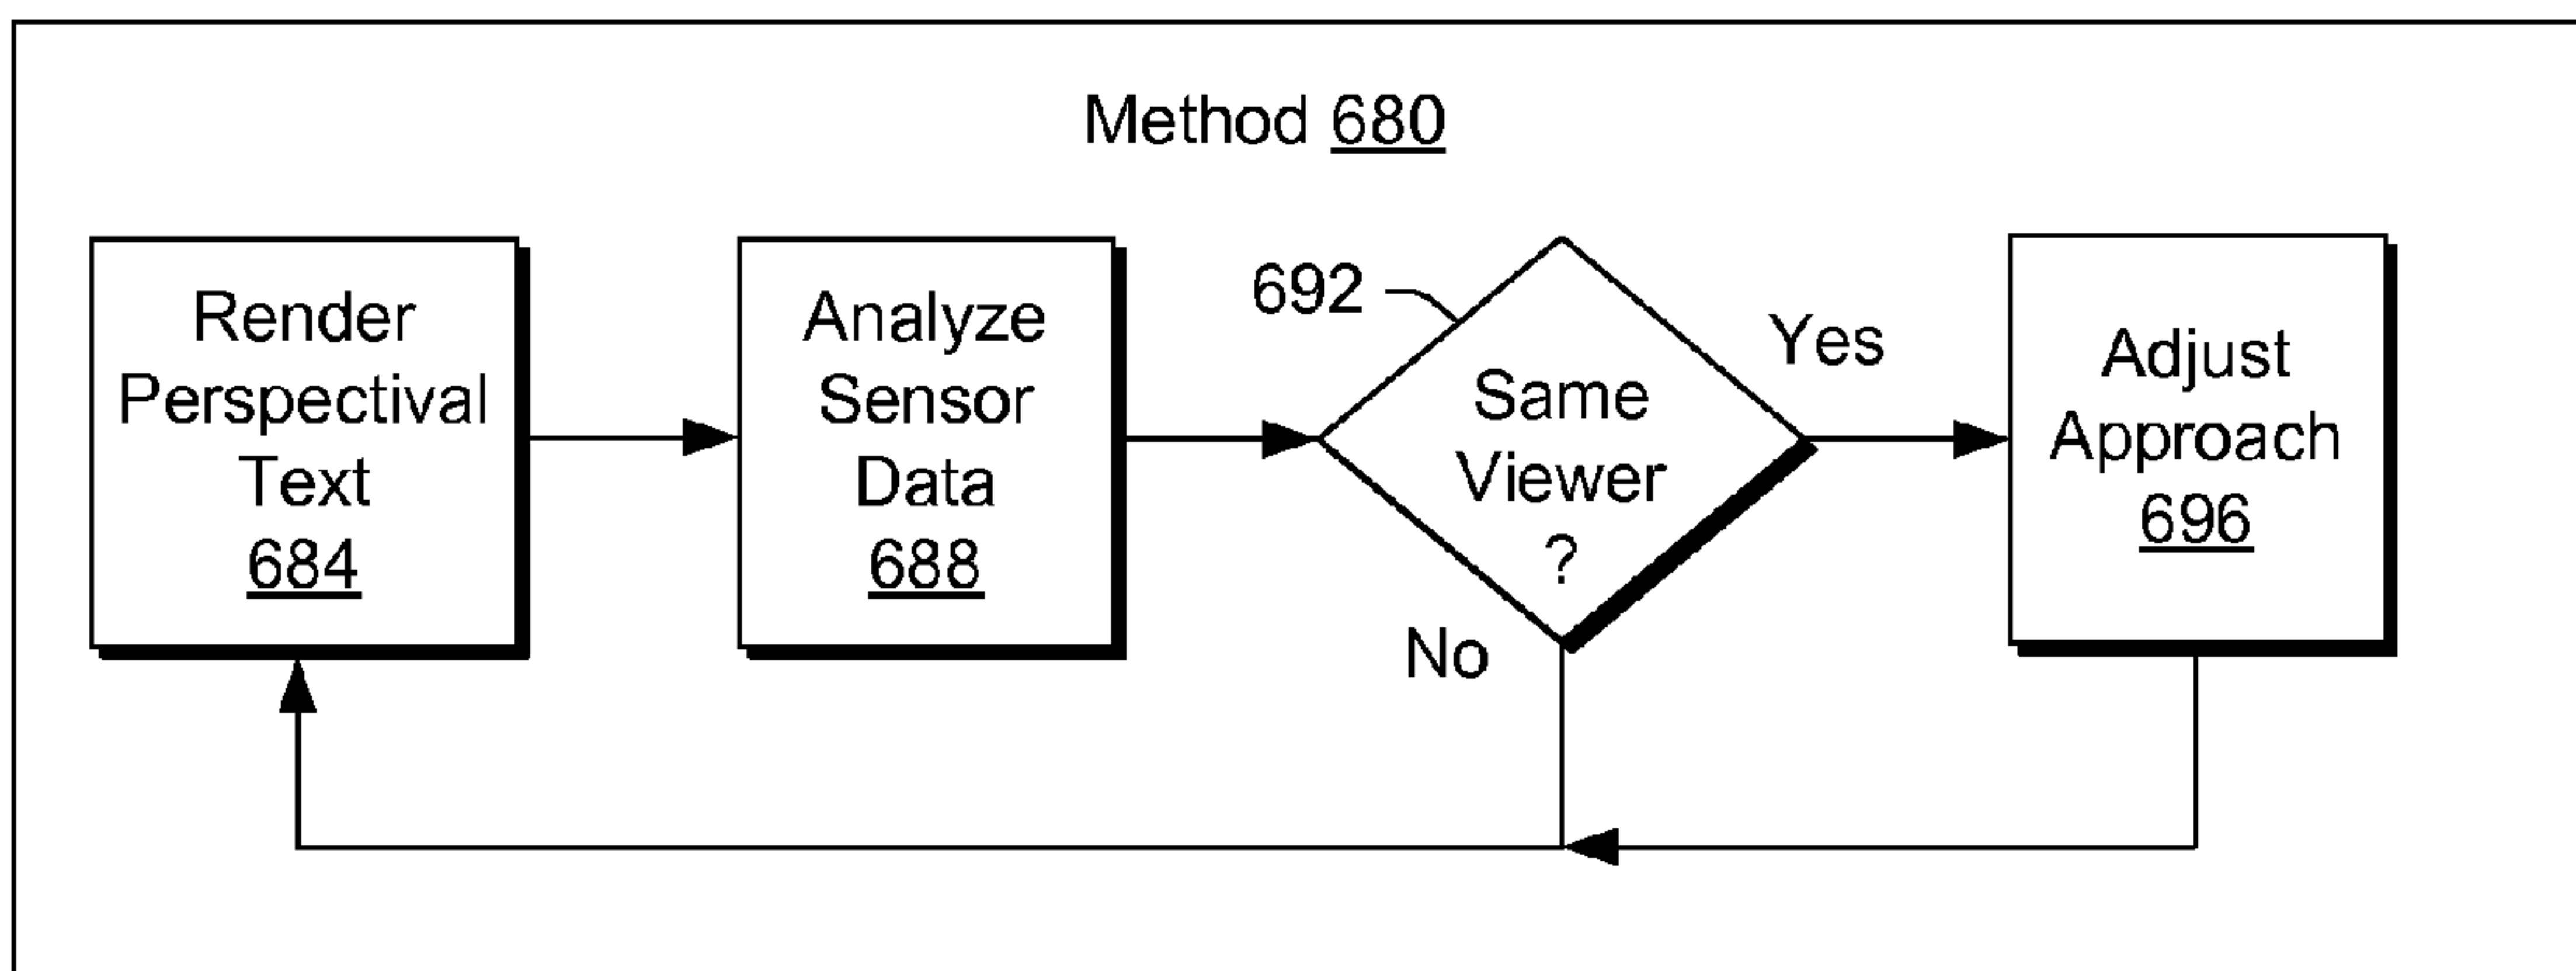 Method 680
Render
Perspectival
Text
684
Analyze
Sensor
Data
688
692
Same
Viewer
?
Yes
No
Adjust
Approach
696